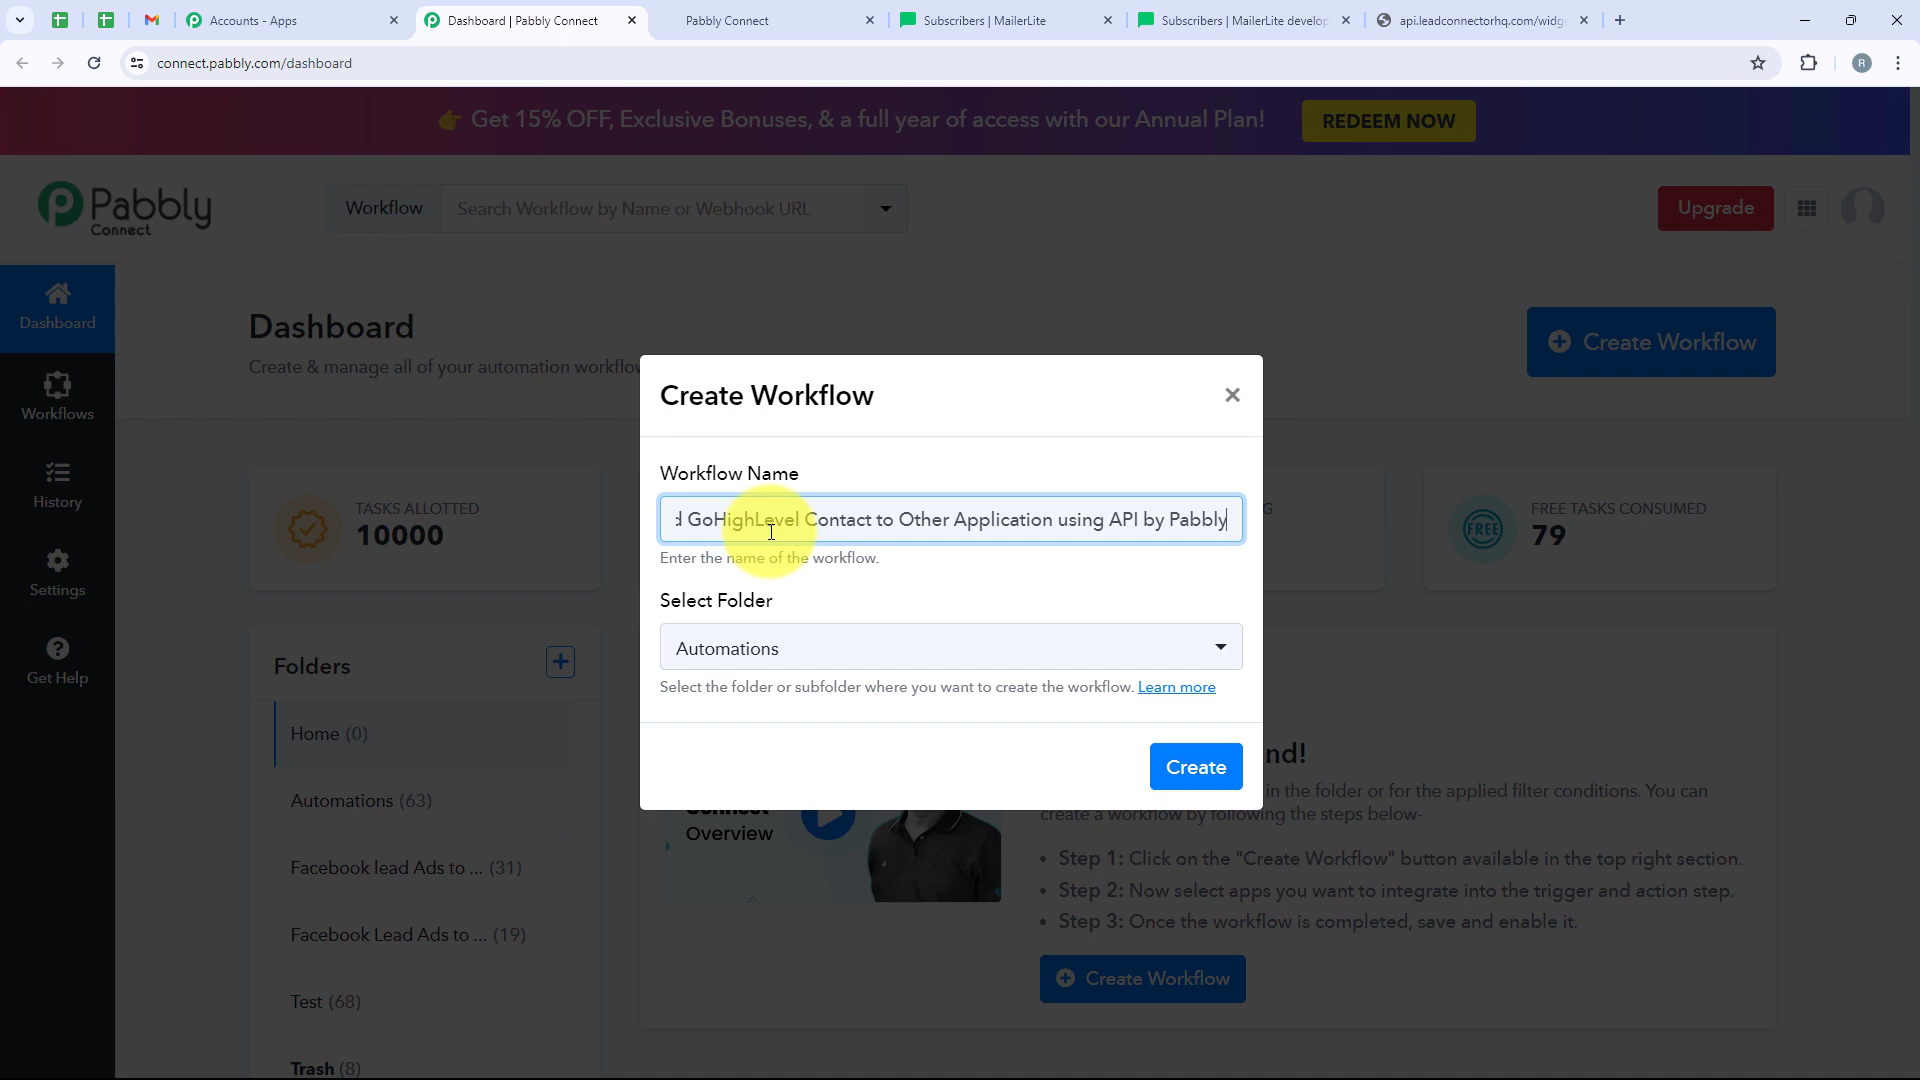 Accounts - Apps
Dashboard | Pabbly Connect
Pabbly Connect
Subscribers | MailerLite
Subscribers | MailerLite develop
api.leadconnectorhq.com/widg
connect.pabbly.com/dashboard
R
👉 Get 15% OFF, Exclusive Bonuses, & a full year of access with our Annual Plan!
REDEEM NOW
Pabbly
Connect
Workflow
Search Workflow by Name or Webhook URL
Upgrade
Dashboard
Workflows
History
Settings
Get Help
Dashboard
Create & manage all of your automation workflo
Create Workflow
TASKS ALLOTTED
10000
G
FREE
FREE TASKS CONSUMED
79
Create Workflow
Workflow Name
d GoHighLevel Contact to Other Application using API by Pabbly
Enter the name of the workflow.
Select Folder
Automations
Select the folder or subfolder where you want to create the workflow. Learn more
Create
Folders
Home (0)
Automations (63)
Facebook lead Ads to ... (31)
Facebook Lead Ads to ... (19)
Test (68)
Trash (8)
Connect
Overview
nd!
in the folder or for the applied filter conditions. You can
create a workflow by following the steps below-
• Step 1: Click on the "Create Workflow" button available in the top right section.
• Step 2: Now select apps you want to integrate into the trigger and action step.
• Step 3: Once the workflow is completed, save and enable it.
Create Workflow